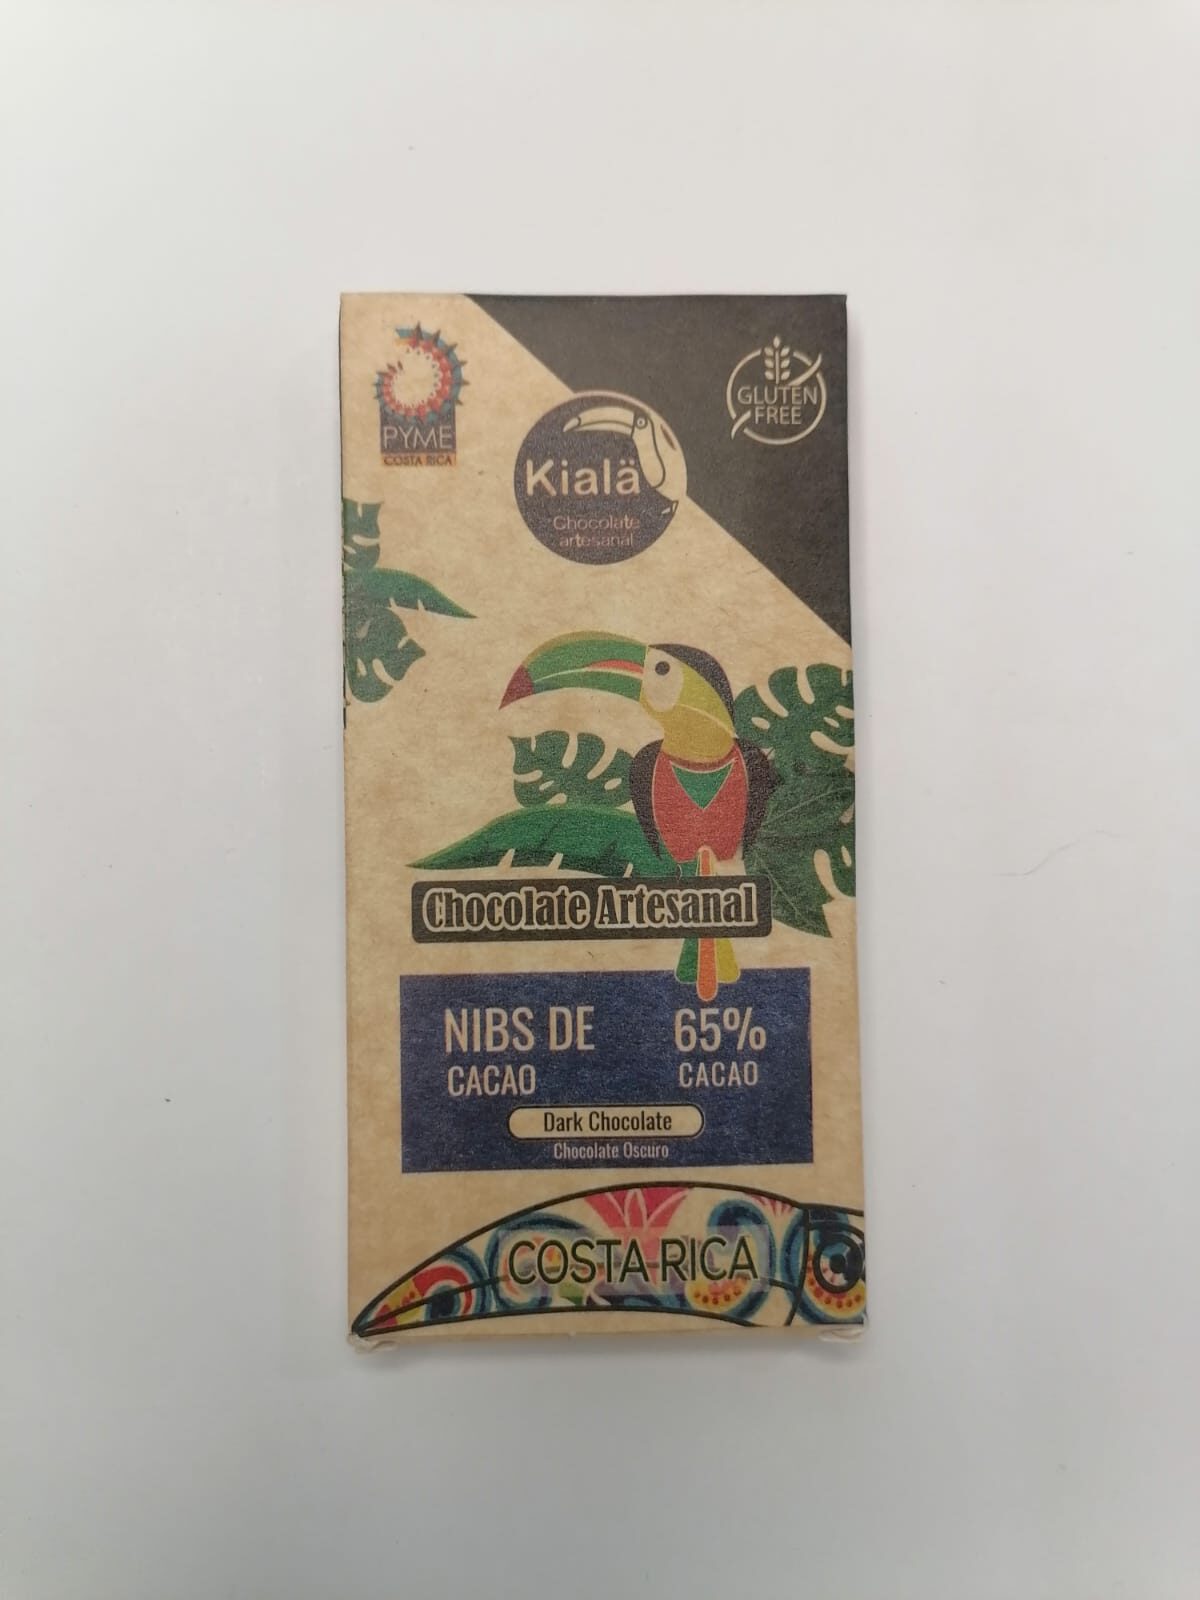 PYME
COSTA RICA
GLUTEN
FREE
Kialä
Chocolate
artesanal
Chocolate Artesanal
NIBS DE
CACAO
65%
CACAO
Dark Chocolate
Chocolate Oscuro
COSTA RICA